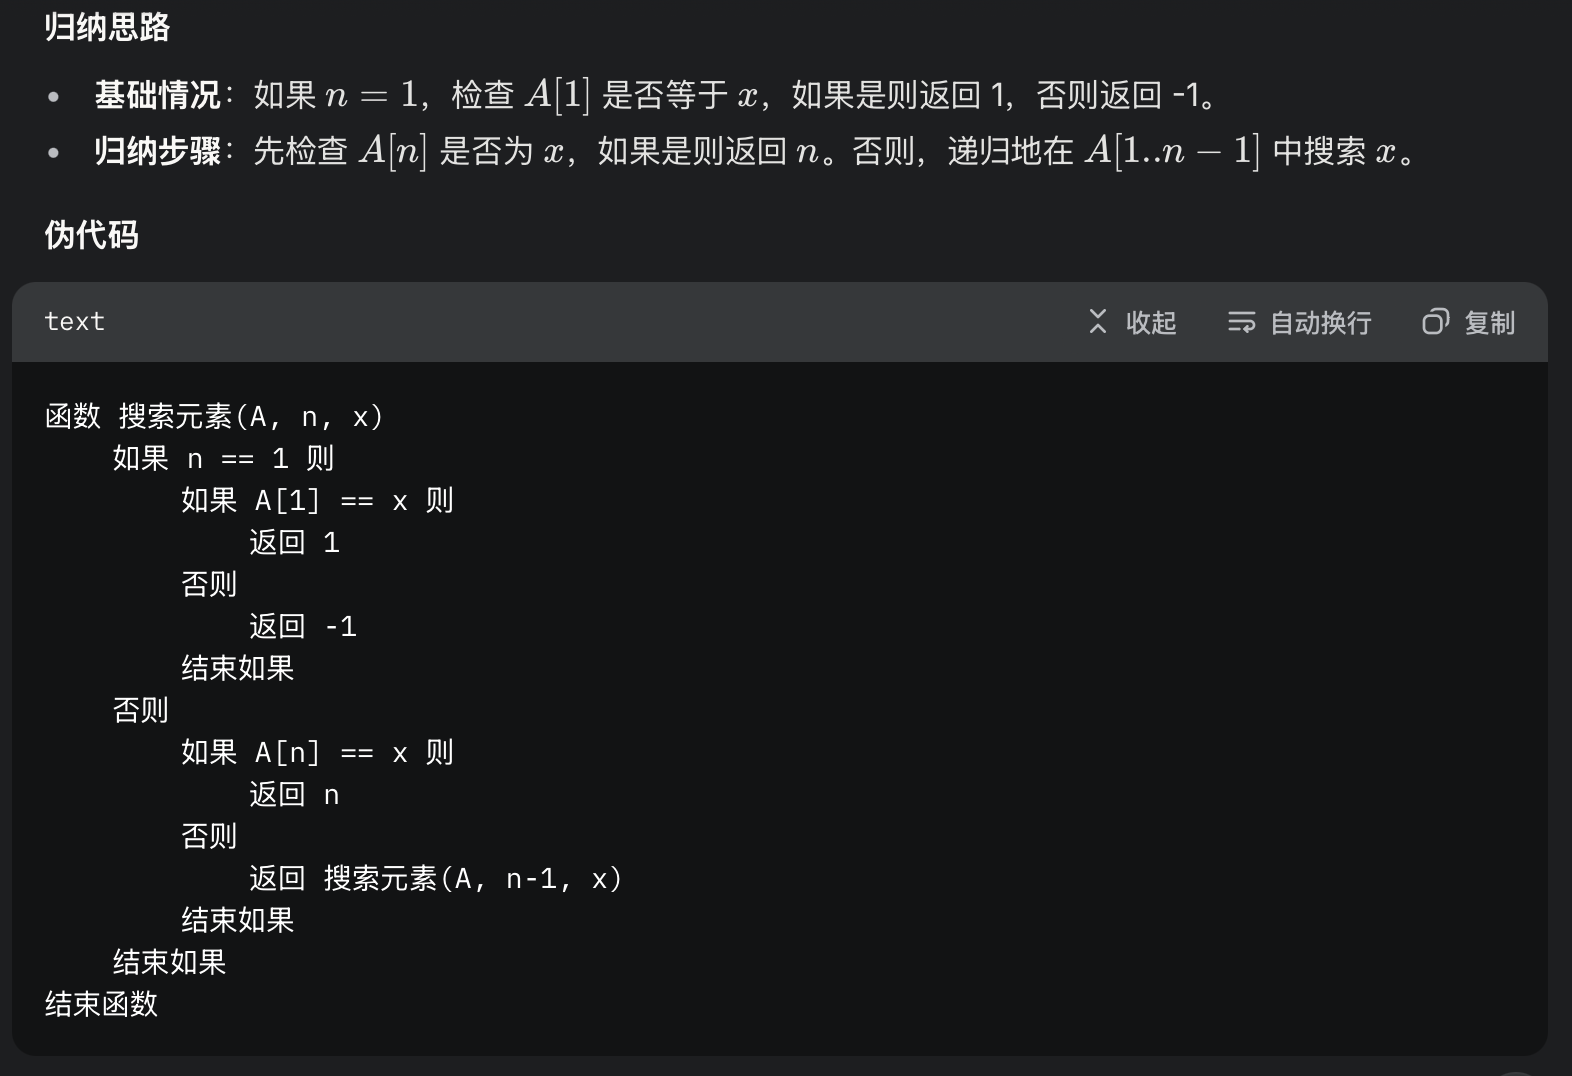 归纳思路
• 基础情况：如果 n = 1，检查 A[1] 是否等于 x，如果是则返回 1，否则返回 -1。
• 归纳步骤：先检查 A[n] 是否为 x，如果是则返回 n。否则，递归地在 A[1..n − 1] 中搜索 x。
伪代码
text 收起 自动换行 复制
函数 搜索元素(A, n, x)
    如果 n == 1 则
        如果 A[1] == x 则
            返回 1
        否则
            返回 -1
        结束如果
    否则
        如果 A[n] == x 则
            返回 n
        否则
            返回 搜索元素(A, n-1, x)
        结束如果
    结束如果
结束函数